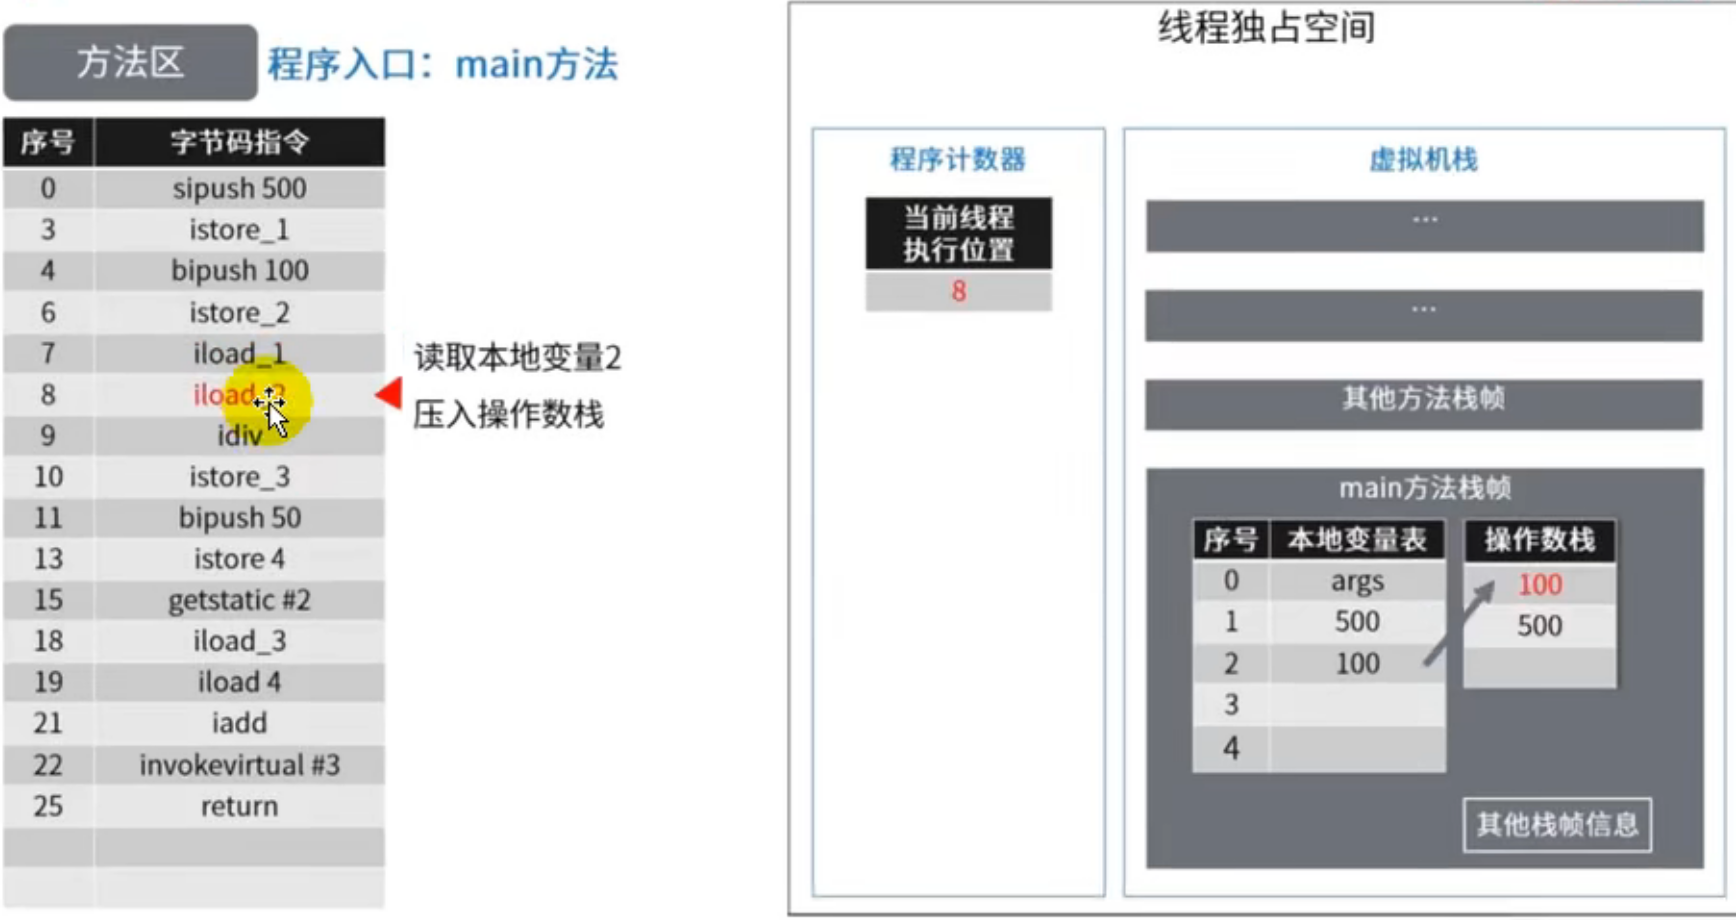 方法区 程序入口：main方法
序号 字节码指令
0 sipush 500
3 istore_1
4 bipush 100
6 istore_2
7 iload_1
8 iload_2
9 idiv
10 istore_3
11 bipush 50
13 istore 4
15 getstatic #2
18 iload_3
19 iload 4
21 iadd
22 invokevirtual #3
25 return
读取本地变量2
压入操作数栈
线程独占空间
程序计数器
当前线程
执行位置
8
虚拟机栈
...
...
其他方法栈帧
main方法栈帧
序号 本地变量表
0 args
1 500
2 100
3
4
操作数栈
100
500
其他栈帧信息